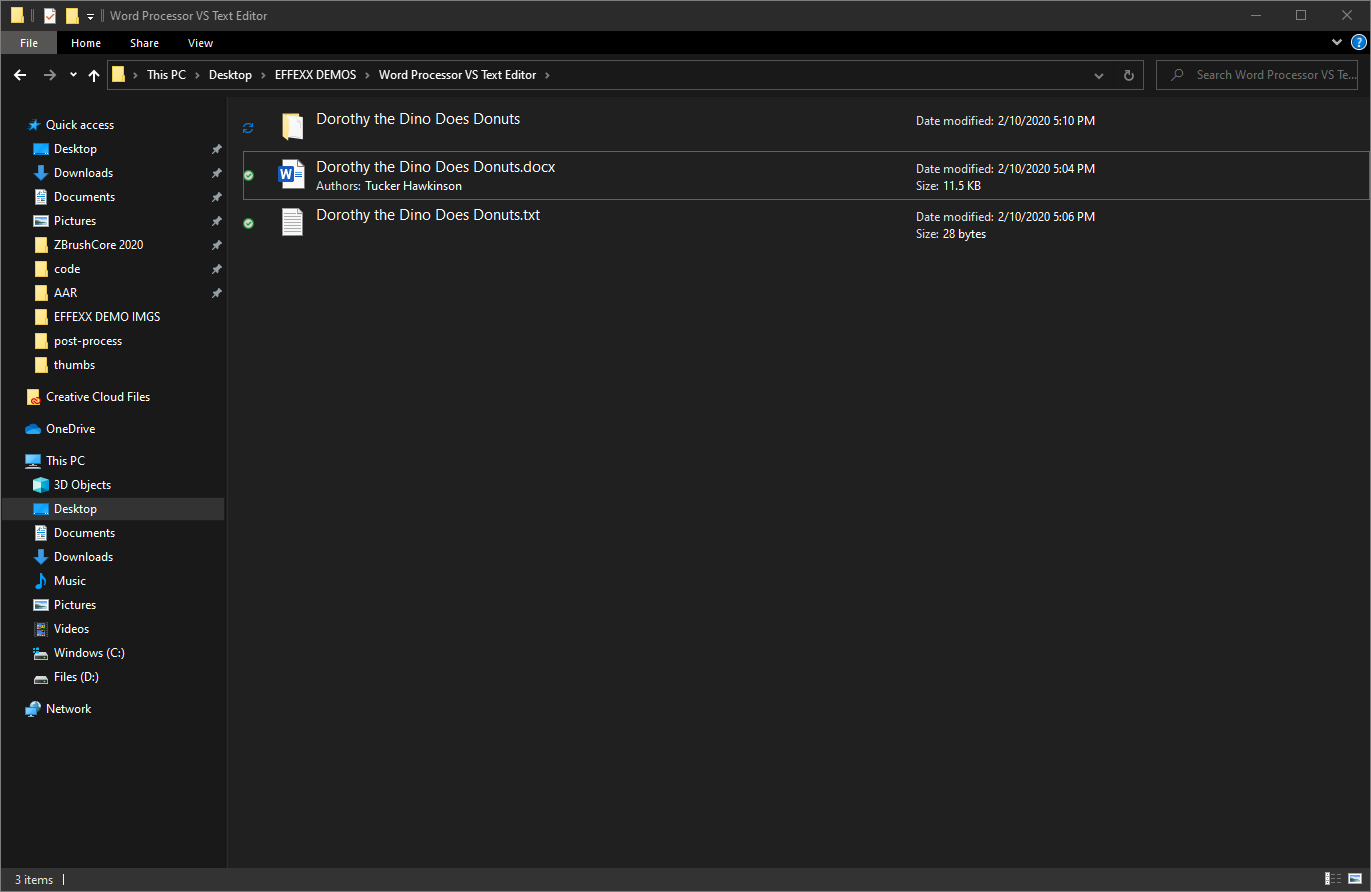 Word Processor VS Text Editor
File Home Share View
?
This PC Desktop EFFEXX DEMOS Word Processor VS Text Editor
Search Word Processor VS Te...
Quick access
Desktop
Downloads
Documents
Pictures
ZBrushCore 2020
code
AAR
EFFEXX DEMO IMGS
post-process
thumbs
Creative Cloud Files
OneDrive
This PC
3D Objects
Desktop
Documents
Downloads
Music
Pictures
Videos
Windows (C:)
Files (D:)
Network
Dorothy the Dino Does Donuts
Date modified: 2/10/2020 5:10 PM
W
Dorothy the Dino Does Donuts.docx
Authors: Tucker Hawkinson
Date modified: 2/10/2020 5:04 PM
Size: 11.5 KB
Dorothy the Dino Does Donuts.txt
Date modified: 2/10/2020 5:06 PM
Size: 28 bytes
3 items